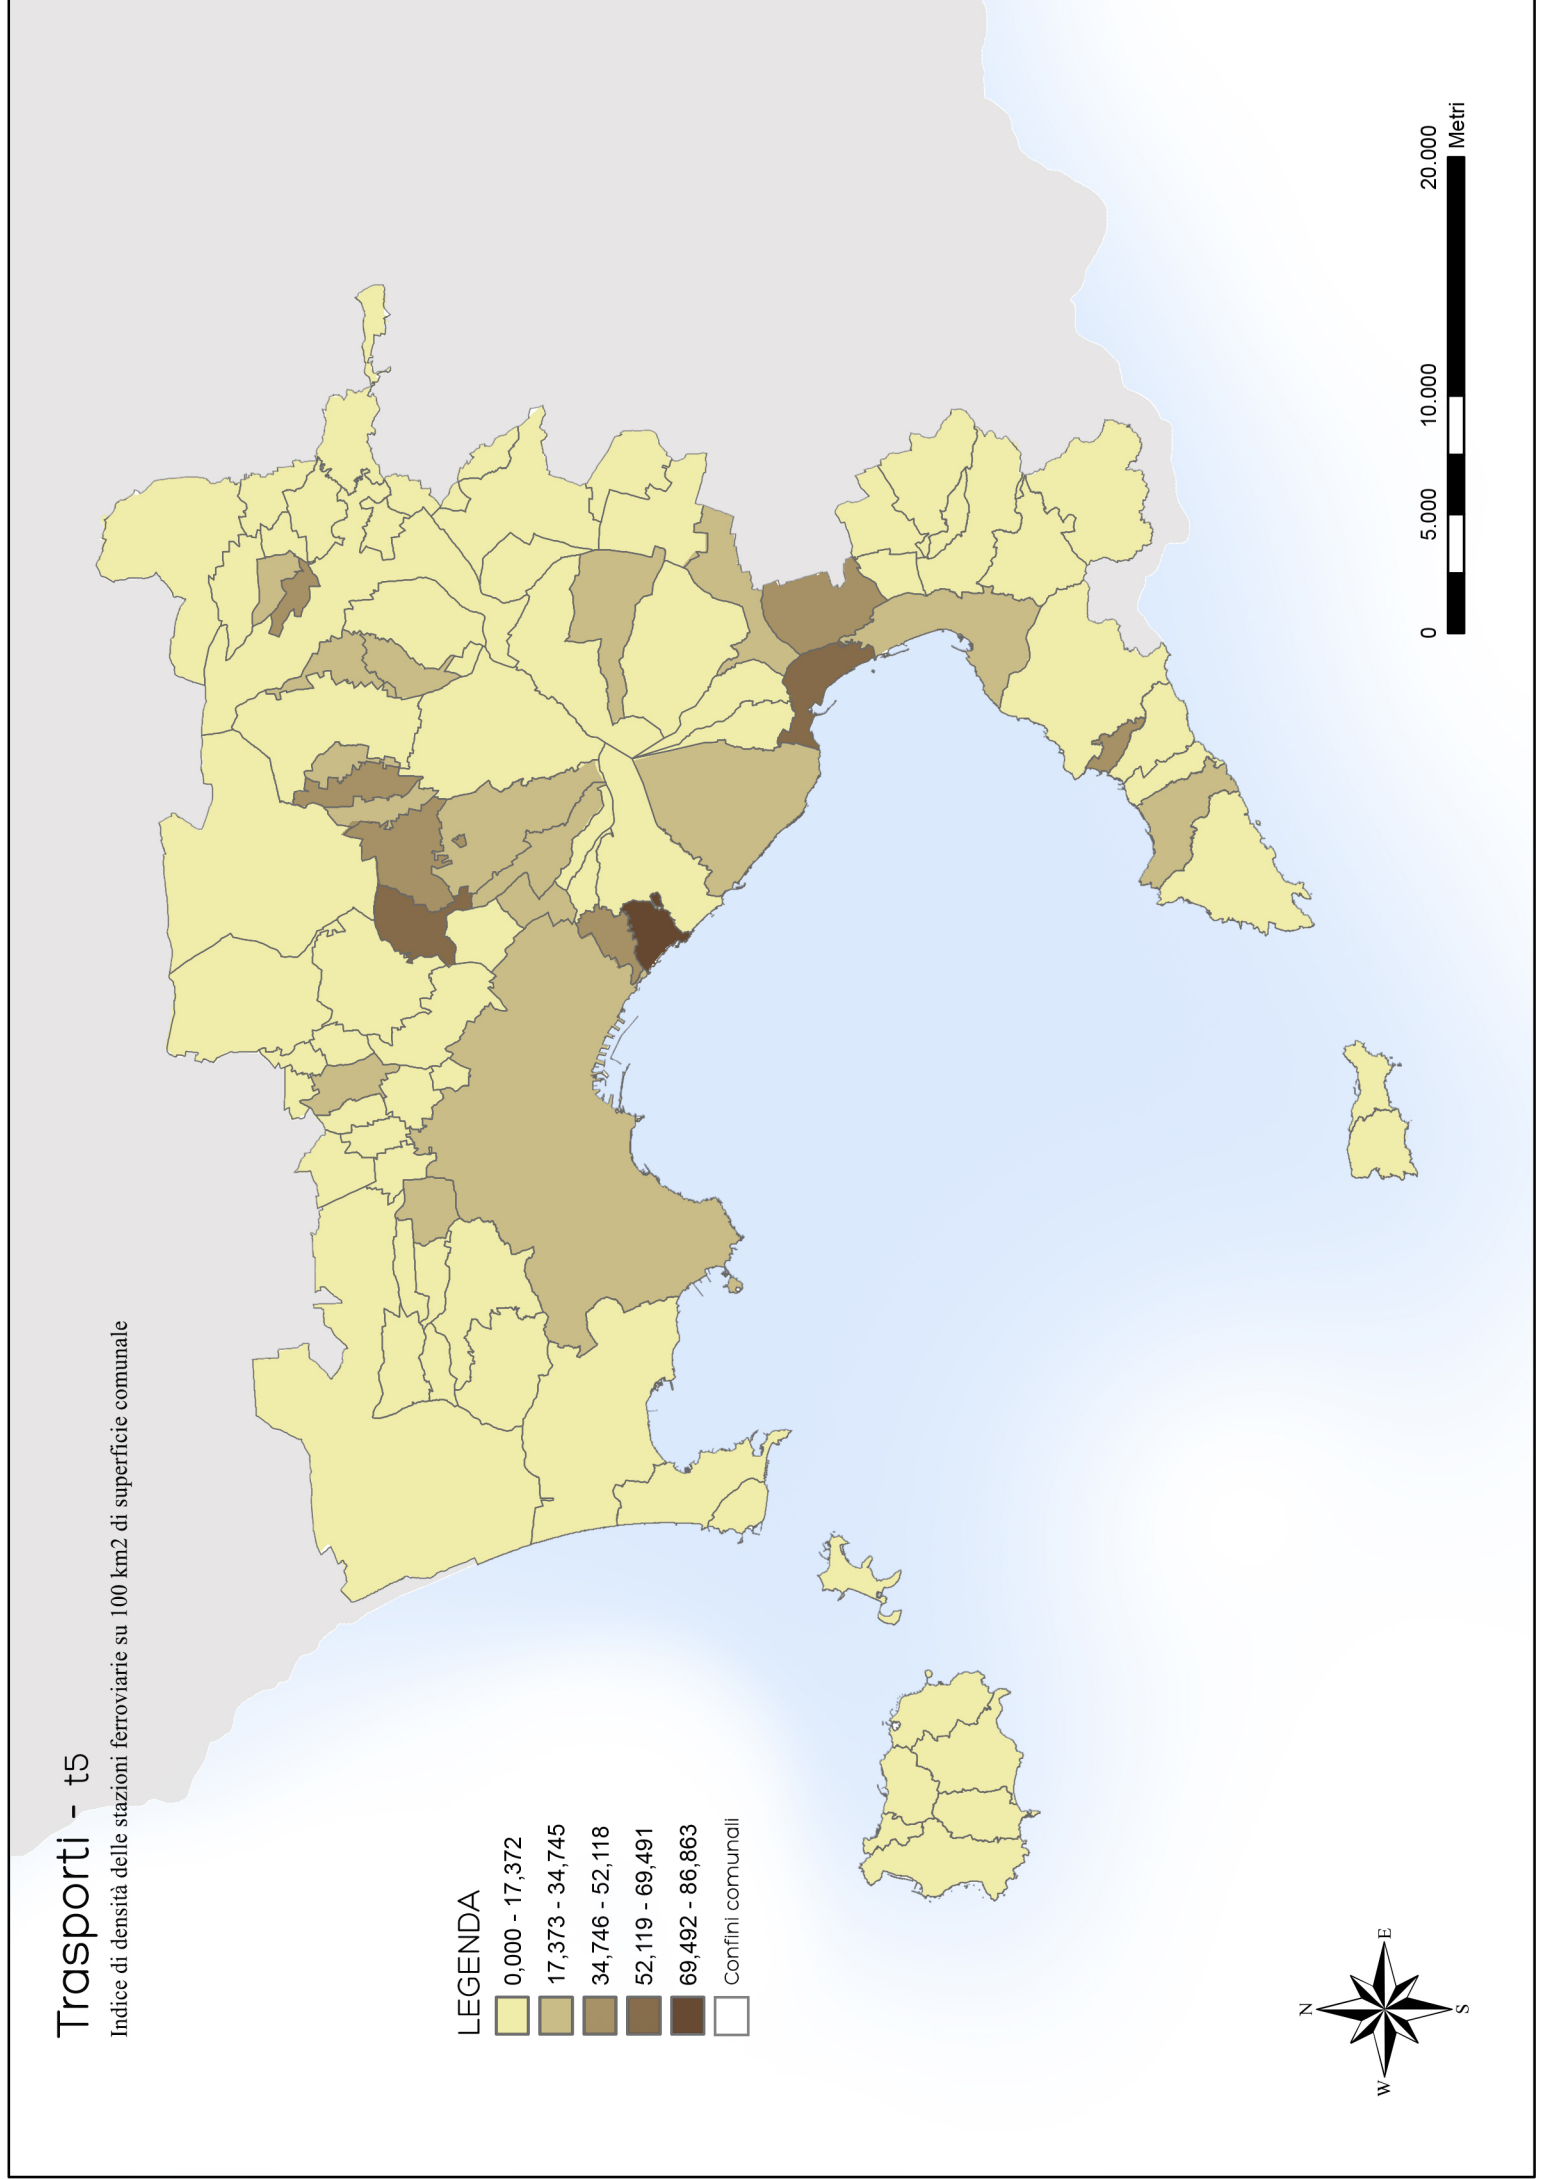 Trasporti - t5
Indice di densità delle stazioni ferroviarie su 100 km2 di superficie comunale
LEGENDA
0,000 - 17,372
17,373 - 34,745
34,746 - 52,118
52,119 - 69,491
69,492 - 86,863
Confini comunali
N
W
E
S
0
5.000
10.000
20.000
Metri